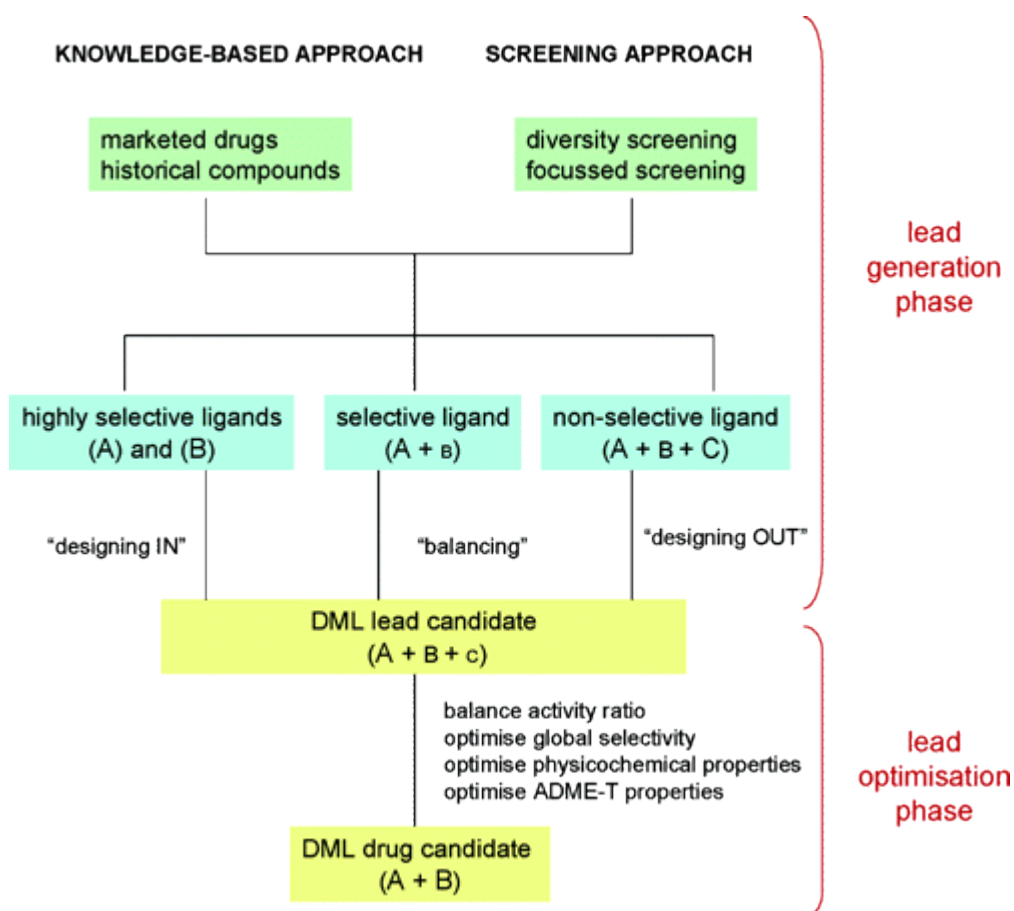 KNOWLEDGE-BASED APPROACH
SCREENING APPROACH
marketed drugs
historical compounds
diversity screening
focussed screening
lead
generation
phase
highly selective ligands
(A) and (B)
selective ligand
(A + B)
non-selective ligand
(A + B + C)
“designing IN”
“balancing”
“designing OUT”
DML lead candidate
(A + B + C)
balance activity ratio
optimise global selectivity
optimise physicochemical properties
optimise ADME-T properties
lead
optimisation
phase
DML drug candidate
(A + B)